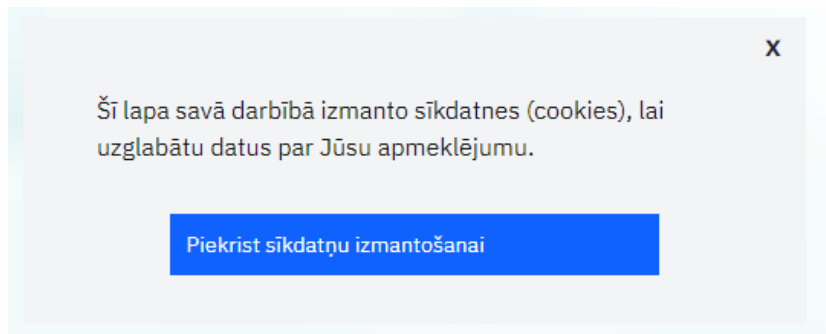 X
Šī lapa savā darbībā izmanto sīkdatnes (cookies), lai
uzglabātu datus par Jūsu apmeklējumu.
Piekrist sīkdatņu izmantošanai